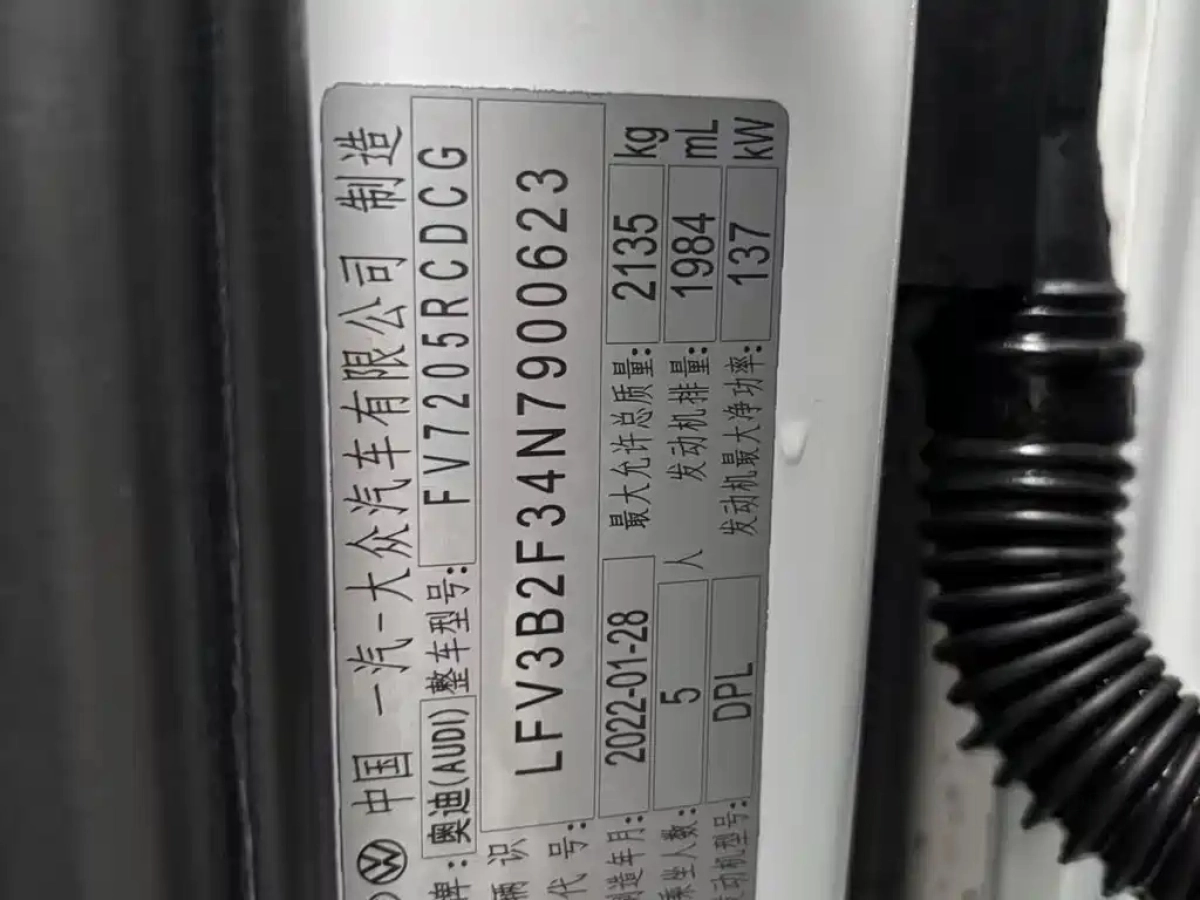 中国 一汽-大众汽车有限公司 制造
牌：奥迪(AUDI) 整车型号：FV7205RCDCG
辆识
代号：
LFV3B2F34N7900623
制造年月：2022-01-28 最大允许总质量：2135 kg
乘坐人数：5 人 发动机排量：1984 mL
发动机型号：DPL 发动机最大净功率：137 kW